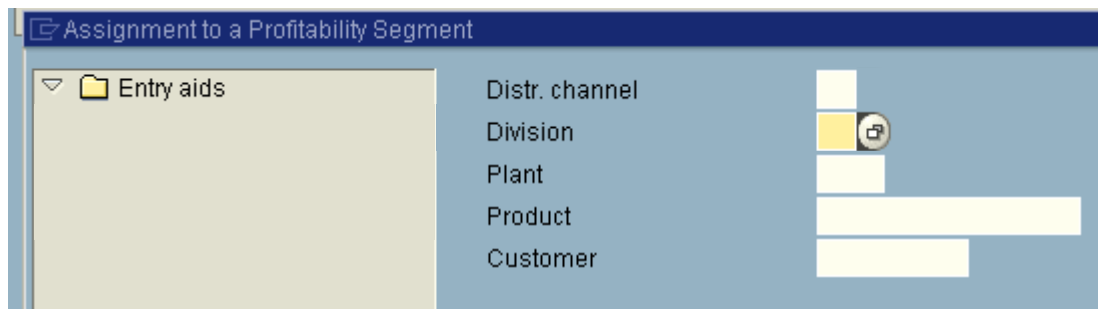 Assignment to a Profitability Segment
Entry aids
Distr. channel
Division
Plant
Product
Customer